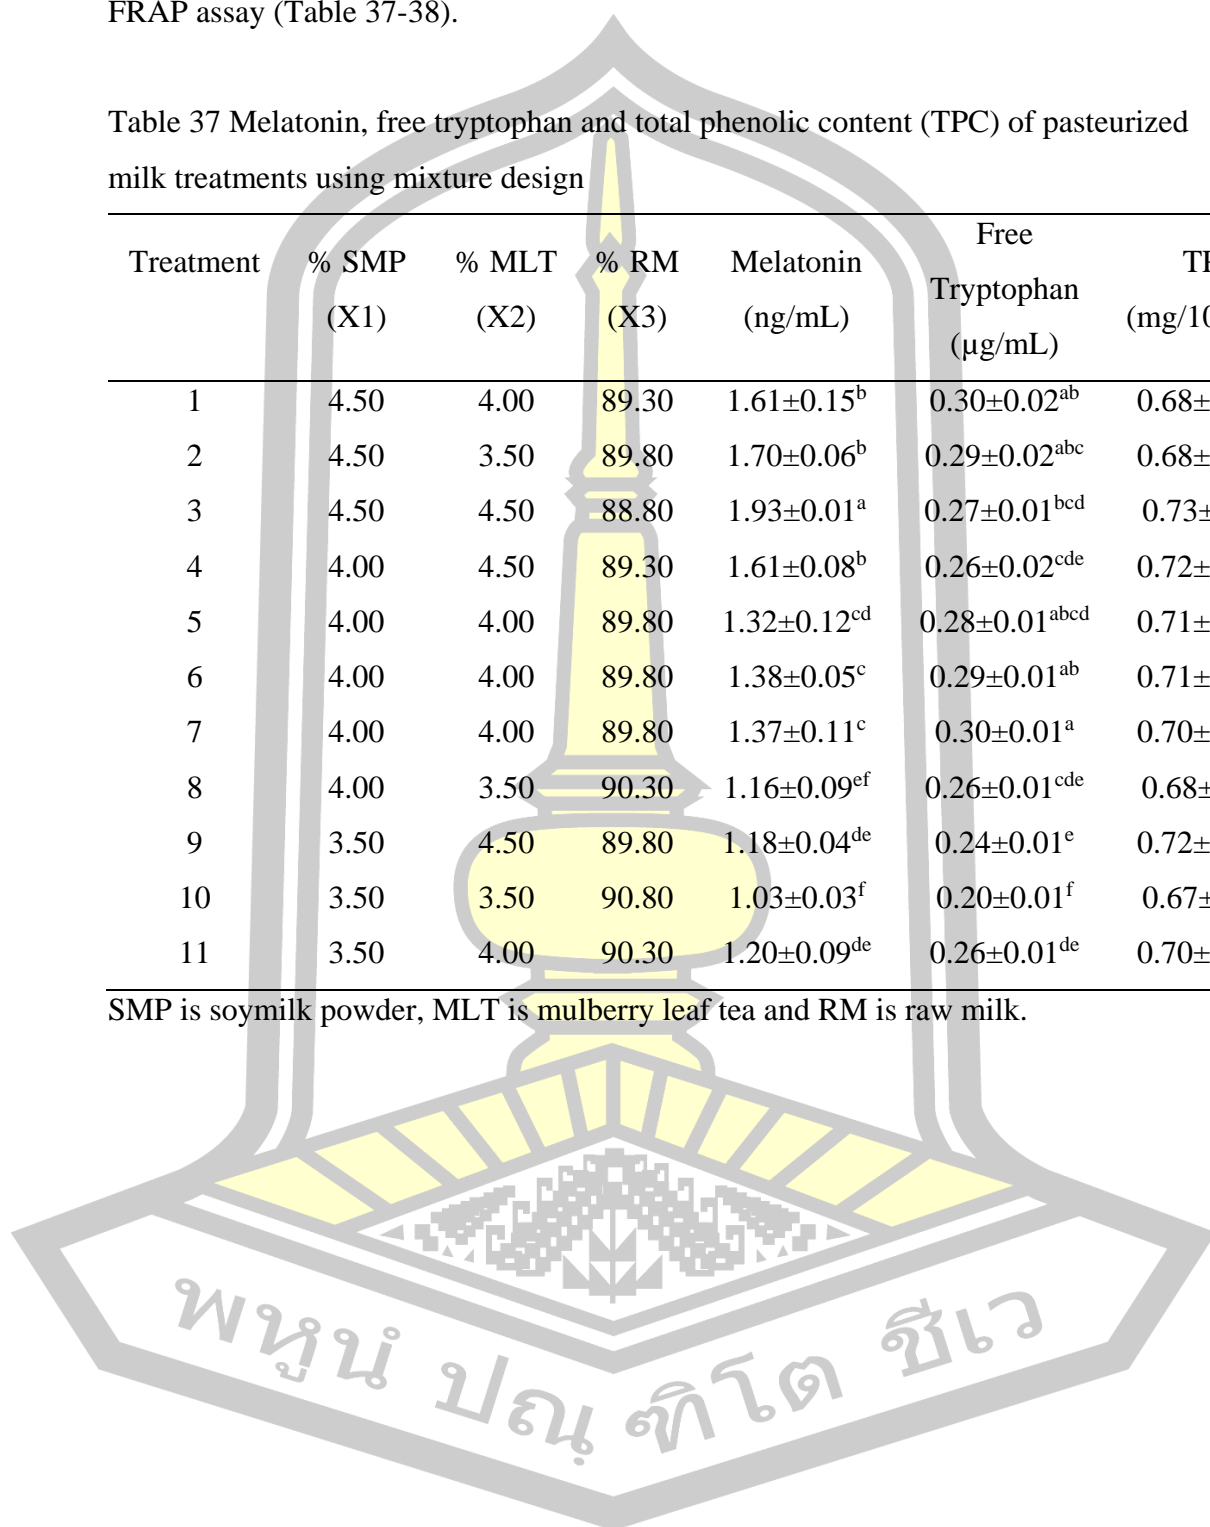 FRAP assay (Table 37-38).
Table 37 Melatonin, free tryptophan and total phenolic content (TPC) of pasteurized
milk treatments using mixture design
Treatment % SMP (X1) % MLT (X2) % RM (X3) Melatonin (ng/mL) Free Tryptophan (µg/mL)
1 4.50 4.00 89.30 1.61±0.15b 0.30±0.02ab 0.68±
2 4.50 3.50 89.80 1.70±0.06b 0.29±0.02abc 0.68±
3 4.50 4.50 88.80 1.93±0.01a 0.27±0.01bcd 0.73±
4 4.00 4.50 89.30 1.61±0.08b 0.26±0.02cde 0.72±
5 4.00 4.00 89.80 1.32±0.12cd 0.28±0.01abcd 0.71±
6 4.00 4.00 89.80 1.38±0.05c 0.29±0.01ab 0.71±
7 4.00 4.00 89.80 1.37±0.11c 0.30±0.01a 0.70±
8 4.00 3.50 90.30 1.16±0.09ef 0.26±0.01cde 0.68±
9 3.50 4.50 89.80 1.18±0.04de 0.24±0.01e 0.72±
10 3.50 3.50 90.80 1.03±0.03f 0.20±0.01f 0.67±
11 3.50 4.00 90.30 1.20±0.09de 0.26±0.01de 0.70±
SMP is soymilk powder, MLT is mulberry leaf tea and RM is raw milk.
พหูนํ ปณฺฑิโต ชีเว